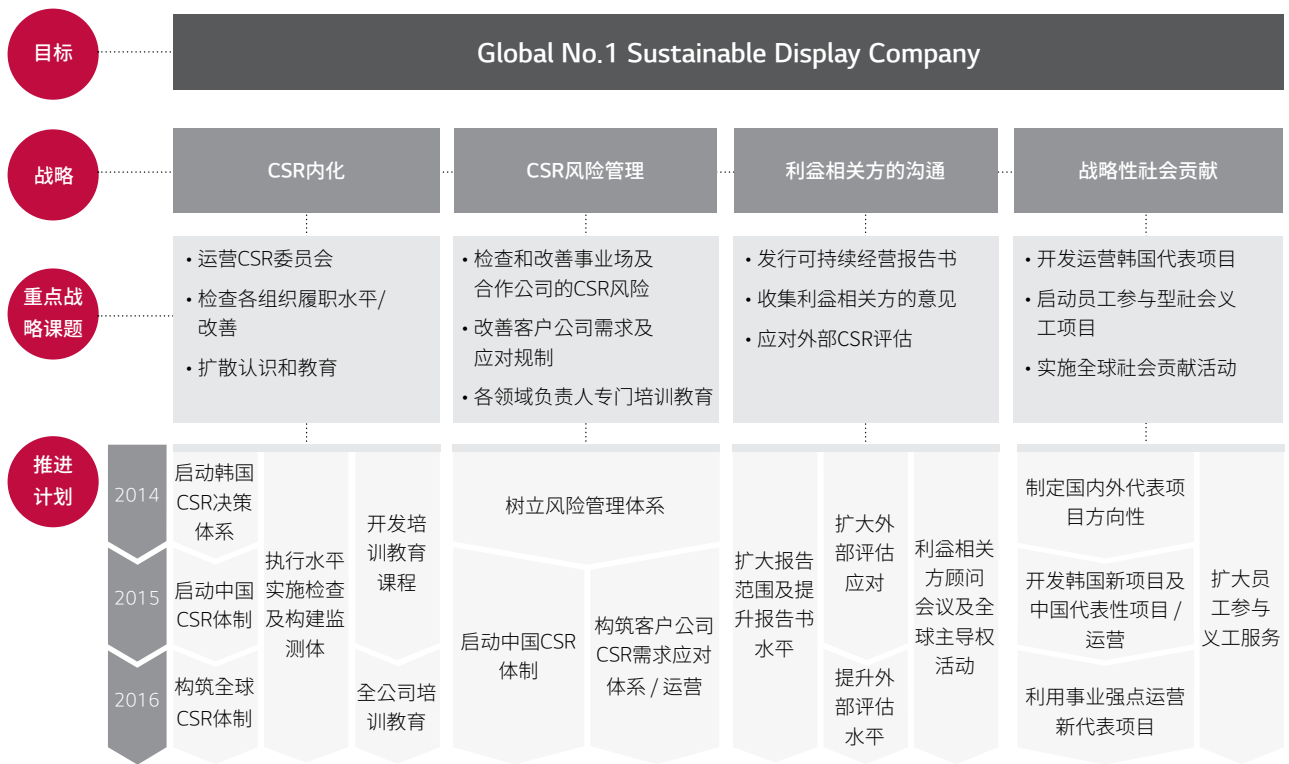 目标
Global No.1 Sustainable Display Company
战略
CSR内化
CSR风险管理
利益相关方的沟通
战略性社会贡献
重点战
略课题
• 运营CSR委员会
• 检查各组织履职水平/
改善
• 扩散认识和教育
• 检查和改善事业场及
合作公司的CSR风险
• 改善客户公司需求及
应对规制
• 各领域负责人专门培训教育
• 发行可持续经营报告书
• 收集利益相关方的意见
• 应对外部CSR评估
• 开发运营韩国代表项目
• 启动员工参与型社会义
工项目
• 实施全球社会贡献活动
推进
计划
2014
2015
2016
启动韩国
CSR决策
体系
启动中国
CSR体制
构筑全球
CSR体制
执行水平
实施检查
及构建监
测体
开发培
训教育
课程
全公司培
训教育
树立风险管理体系
启动中国CSR
体制
构筑客户公司
CSR需求应对
体系 / 运营
扩大报告
范围及提
升报告书
水平
扩大外
部评估
应对
提升外
部评估
水平
利益相关
方顾问
会议及全
球主导权
活动
制定国内外代表项
目方向性
开发韩国新项目及
中国代表性项目 /
运营
利用事业强点运营
新代表项目
扩大员
工参与
义工服务